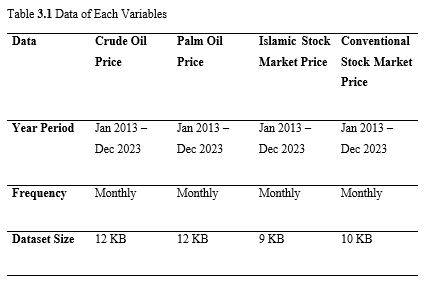 Table 3.1 Data of Each Variables
Data Crude Oil Palm Oil Islamic Stock Conventional
Price Price Market Price Stock Market
Price
Year Period Jan 2013 – Jan 2013 – Jan 2013 – Jan 2013 –
Dec 2023 Dec 2023 Dec 2023 Dec 2023
Frequency Monthly Monthly Monthly Monthly
Dataset Size 12 KB 12 KB 9 KB 10 KB